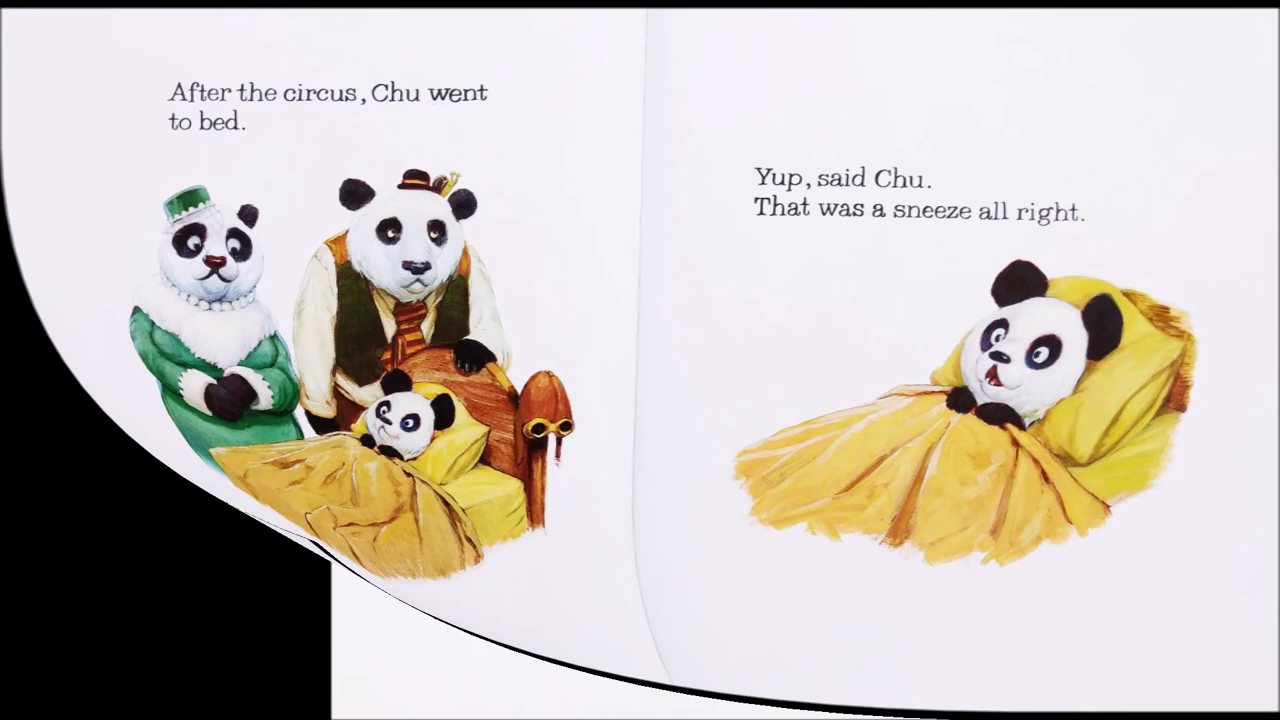 After the circus, Chu went
to bed.
Yup, said Chu.
That was a sneeze all right.